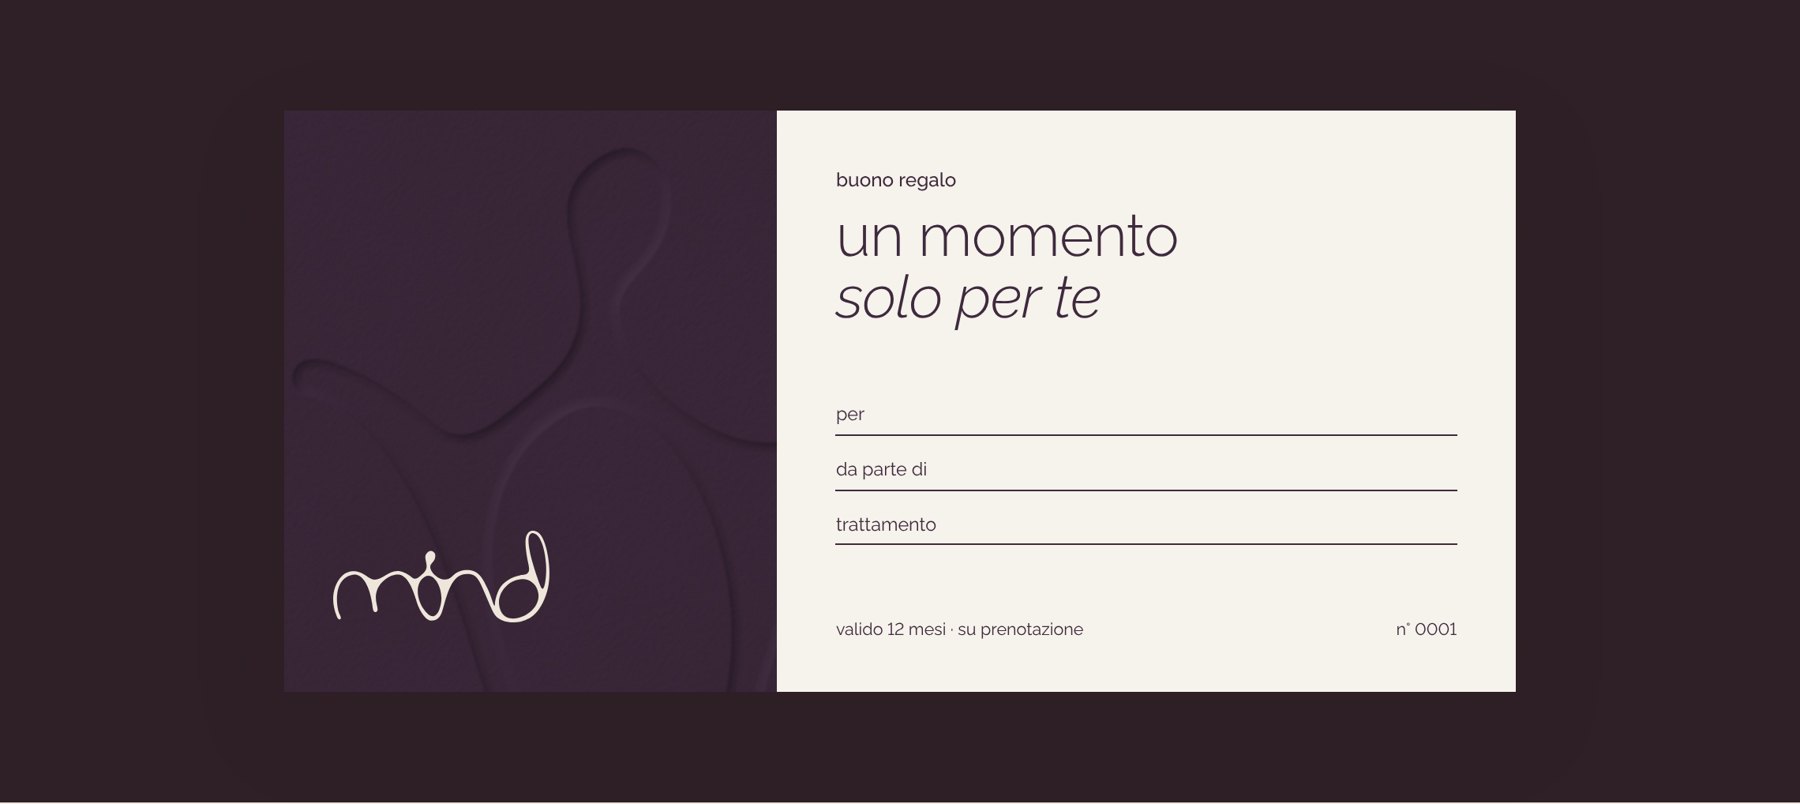 mind
buono regalo
un momento
solo per te
per
da parte di
trattamento
valido 12 mesi · su prenotazione
n° 0001